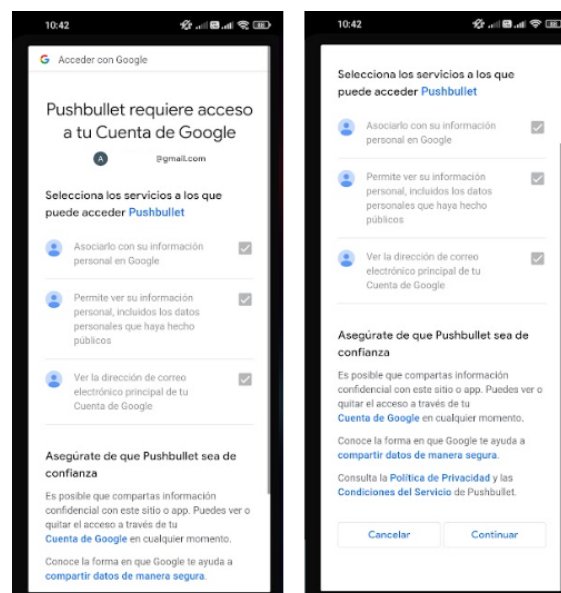 10:42
G Acceder con Google
Pushbullet requiere acceso
a tu Cuenta de Google
A @gmail.com
Selecciona los servicios a los que
puede acceder Pushbullet
Asociarlo con su información
personal en Google
Permite ver su información
personal, incluidos los datos
personales que haya hecho
públicos
Ver la dirección de correo
electrónico principal de tu
Cuenta de Google
Asegúrate de que Pushbullet sea de
confianza
Es posible que compartas información
confidencial con este sitio o app. Puedes ver o
quitar el acceso a través de tu
Cuenta de Google en cualquier momento.
Conoce la forma en que Google te ayuda a
compartir datos de manera segura.
10:42
Selecciona los servicios a los que
puede acceder Pushbullet
Asociarlo con su información
personal en Google
Permite ver su información
personal, incluidos los datos
personales que haya hecho
públicos
Ver la dirección de correo
electrónico principal de tu
Cuenta de Google
Asegúrate de que Pushbullet sea de
confianza
Es posible que compartas información
confidencial con este sitio o app. Puedes ver o
quitar el acceso a través de tu
Cuenta de Google en cualquier momento.
Conoce la forma en que Google te ayuda a
compartir datos de manera segura.
Consulta la Política de Privacidad y las
Condiciones del Servicio de Pushbullet.
Cancelar
Continuar